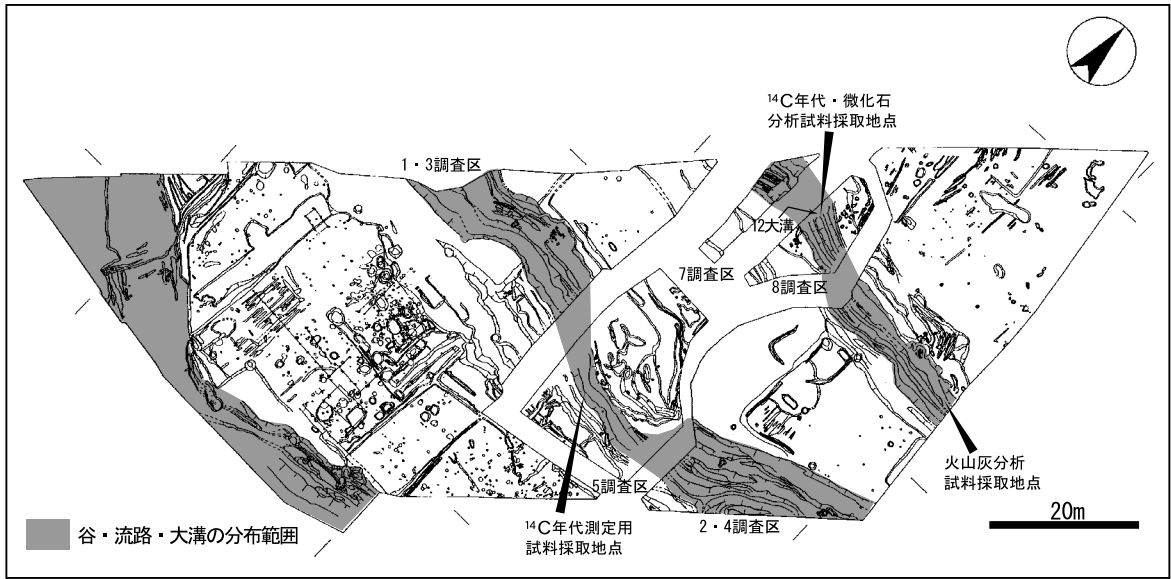 ¹⁴C年代・微化石
分析試料採取地点
1・3調査区
12大溝
7調査区
8調査区
火山灰分析
試料採取地点
5調査区
20m
谷・流路・大溝の分布範囲
¹⁴C年代測定用
試料採取地点
2・4調査区